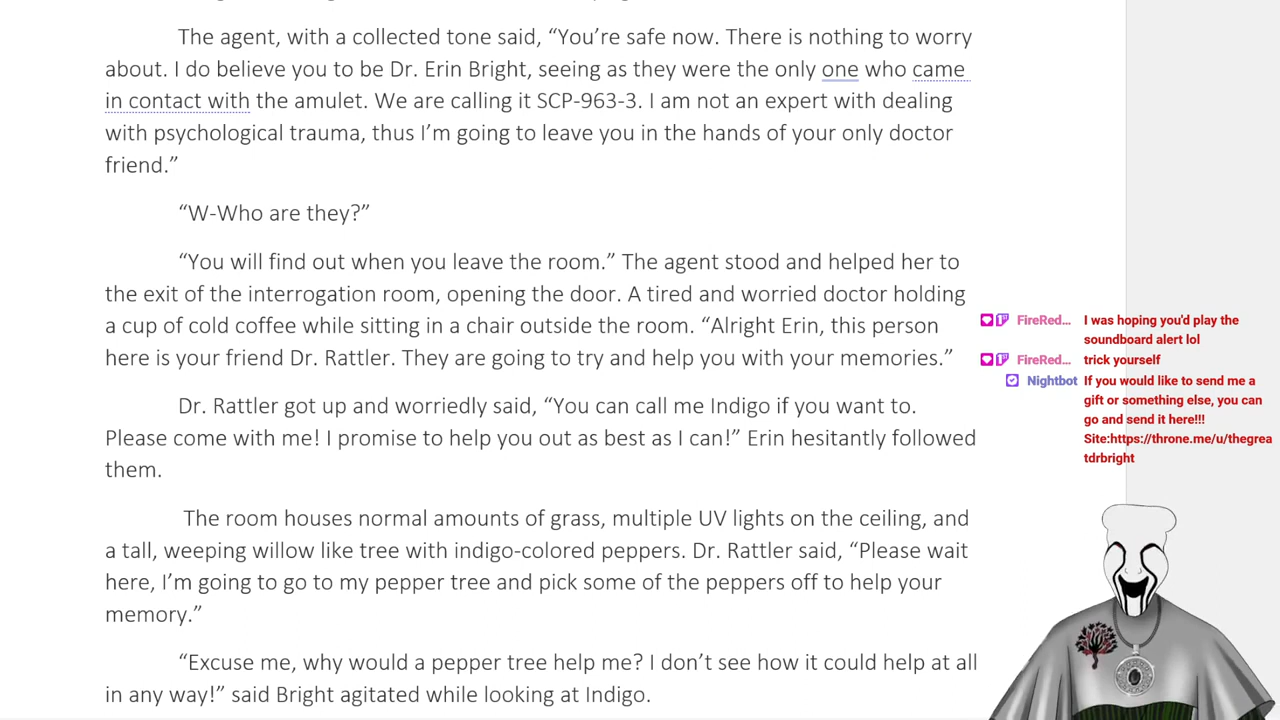 The agent, with a collected tone said, “You’re safe now. There is nothing to worry
about. I do believe you to be Dr. Erin Bright, seeing as they were the only one who came
in contact with the amulet. We are calling it SCP-963-3. I am not an expert with dealing
with psychological trauma, thus I’m going to leave you in the hands of your only doctor
friend.”
“W-Who are they?”
“You will find out when you leave the room.” The agent stood and helped her to
the exit of the interrogation room, opening the door. A tired and worried doctor holding
a cup of cold coffee while sitting in a chair outside the room. “Alright Erin, this person
here is your friend Dr. Rattler. They are going to try and help you with your memories.”
Dr. Rattler got up and worriedly said, “You can call me Indigo if you want to.
Please come with me! I promise to help you out as best as I can!” Erin hesitantly followed
them.
The room houses normal amounts of grass, multiple UV lights on the ceiling, and
a tall, weeping willow like tree with indigo-colored peppers. Dr. Rattler said, “Please wait
here, I’m going to go to my pepper tree and pick some of the peppers off to help your
memory.”
“Excuse me, why would a pepper tree help me? I don’t see how it could help at all
in any way!” said Bright agitated while looking at Indigo.
FireRed... I was hoping you'd play the
soundboard alert lol
FireRed... trick yourself
Nightbot If you would like to send me a
gift or something else, you can
go and send it here!!!
Site:https://throne.me/u/thegrea
tdrbright